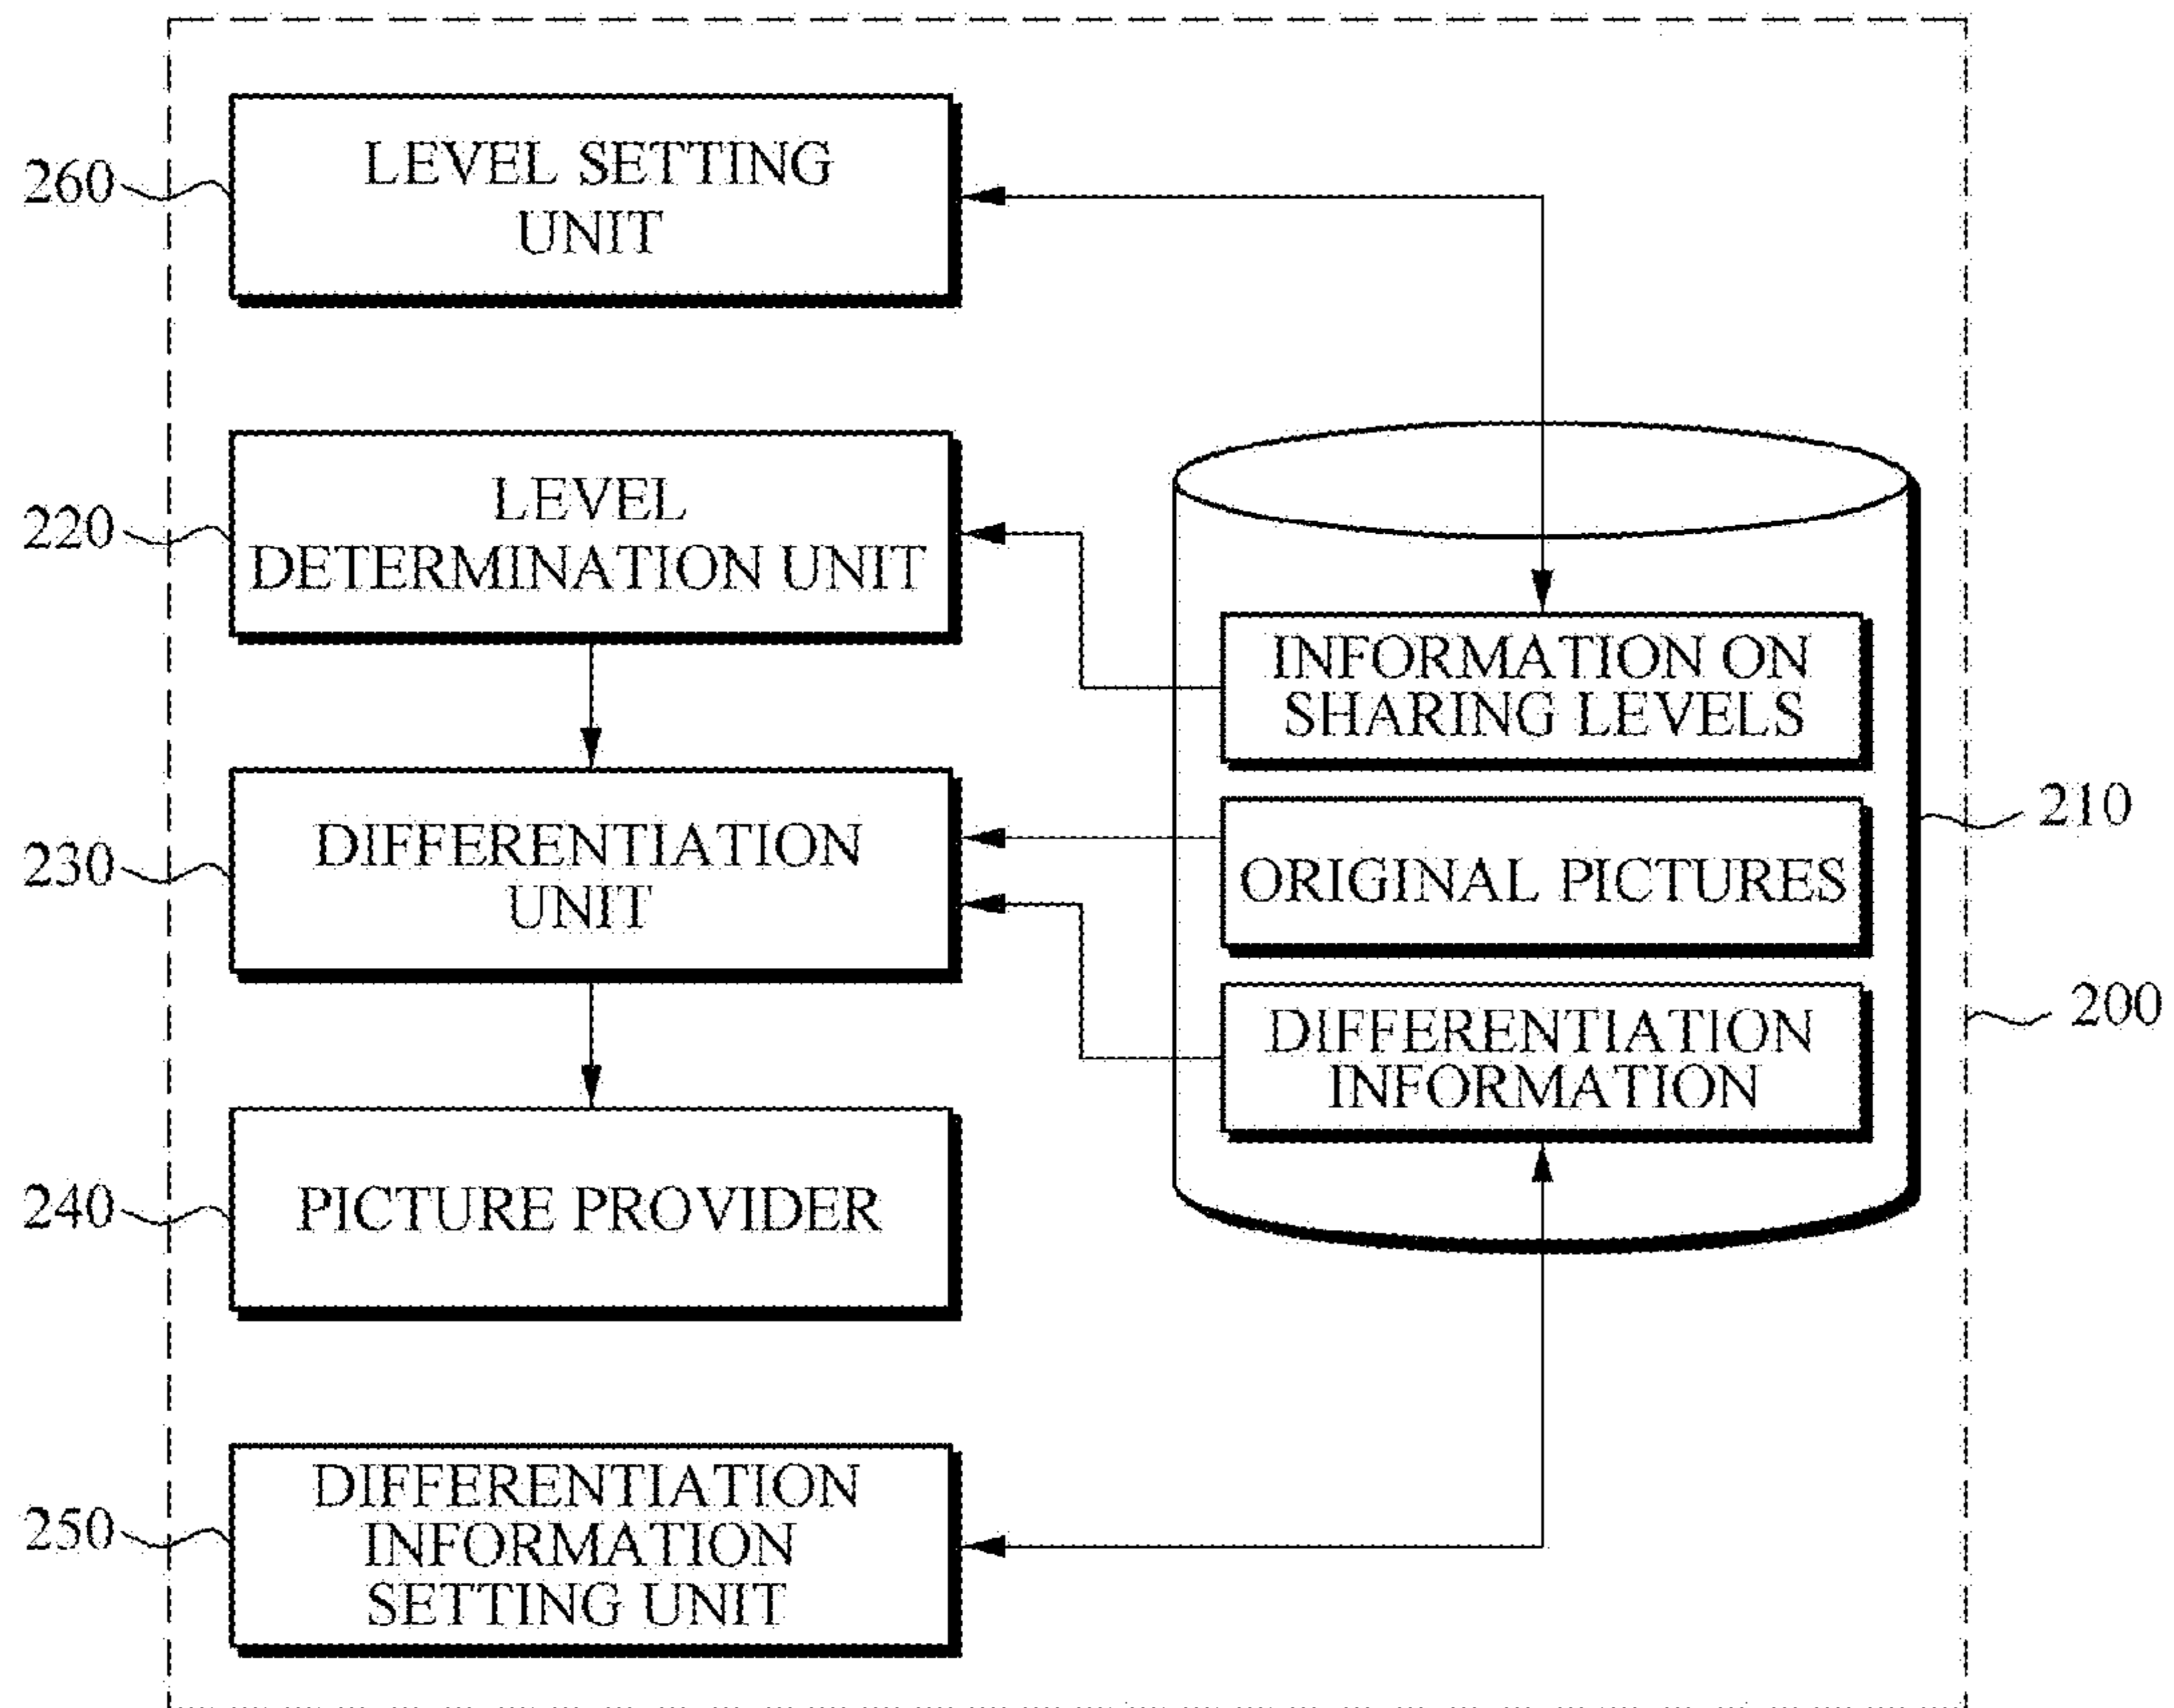 260
LEVEL SETTING
UNIT
220
LEVEL
DETERMINATION UNIT
230
DIFFERENTIATION
UNIT
240
PICTURE PROVIDER
250
DIFFERENTIATION
INFORMATION
SETTING UNIT
INFORMATION ON
SHARING LEVELS
ORIGINAL PICTURES
DIFFERENTIATION
INFORMATION
210
200